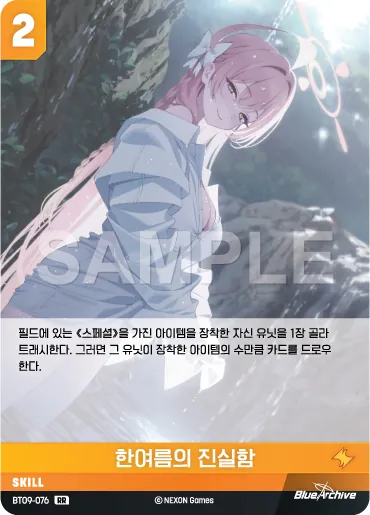 2
SAMPLE
필드에 있는 《스페셜》을 가진 아이템을 장착한 자신 유닛을 1장 골라
트래시한다. 그러면 그 유닛이 장착한 아이템의 수만큼 카드를 드로우
한다.
한여름의 진실함
SKILL
BT09-076 RR
© NEXON Games
BlueArchive